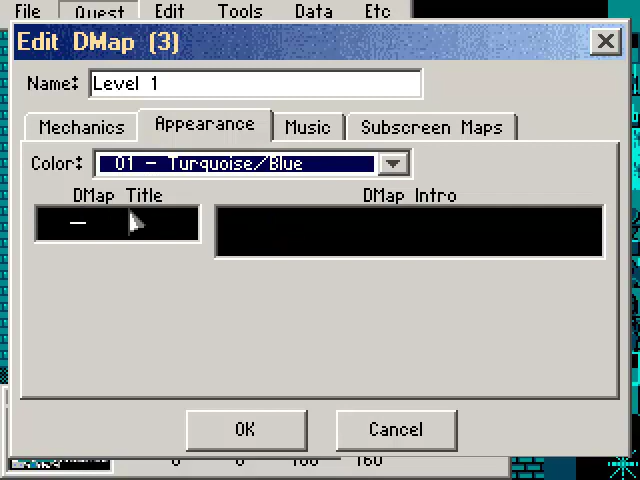 File Quest Edit Tools Data Etc
Edit DMap (3)
Name: Level 1
Mechanics Appearance Music Subscreen Maps
Color: 01 – Turquoise/Blue
DMap Title DMap Intro
–
OK Cancel